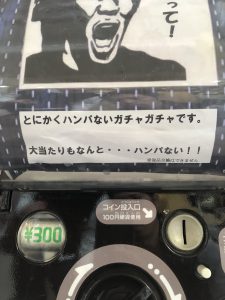 って！
とにかくハンパないガチャガチャです。
大当たりもなんと・・・ハンパない！！
コイン投入口
100円硬貨使用
¥300